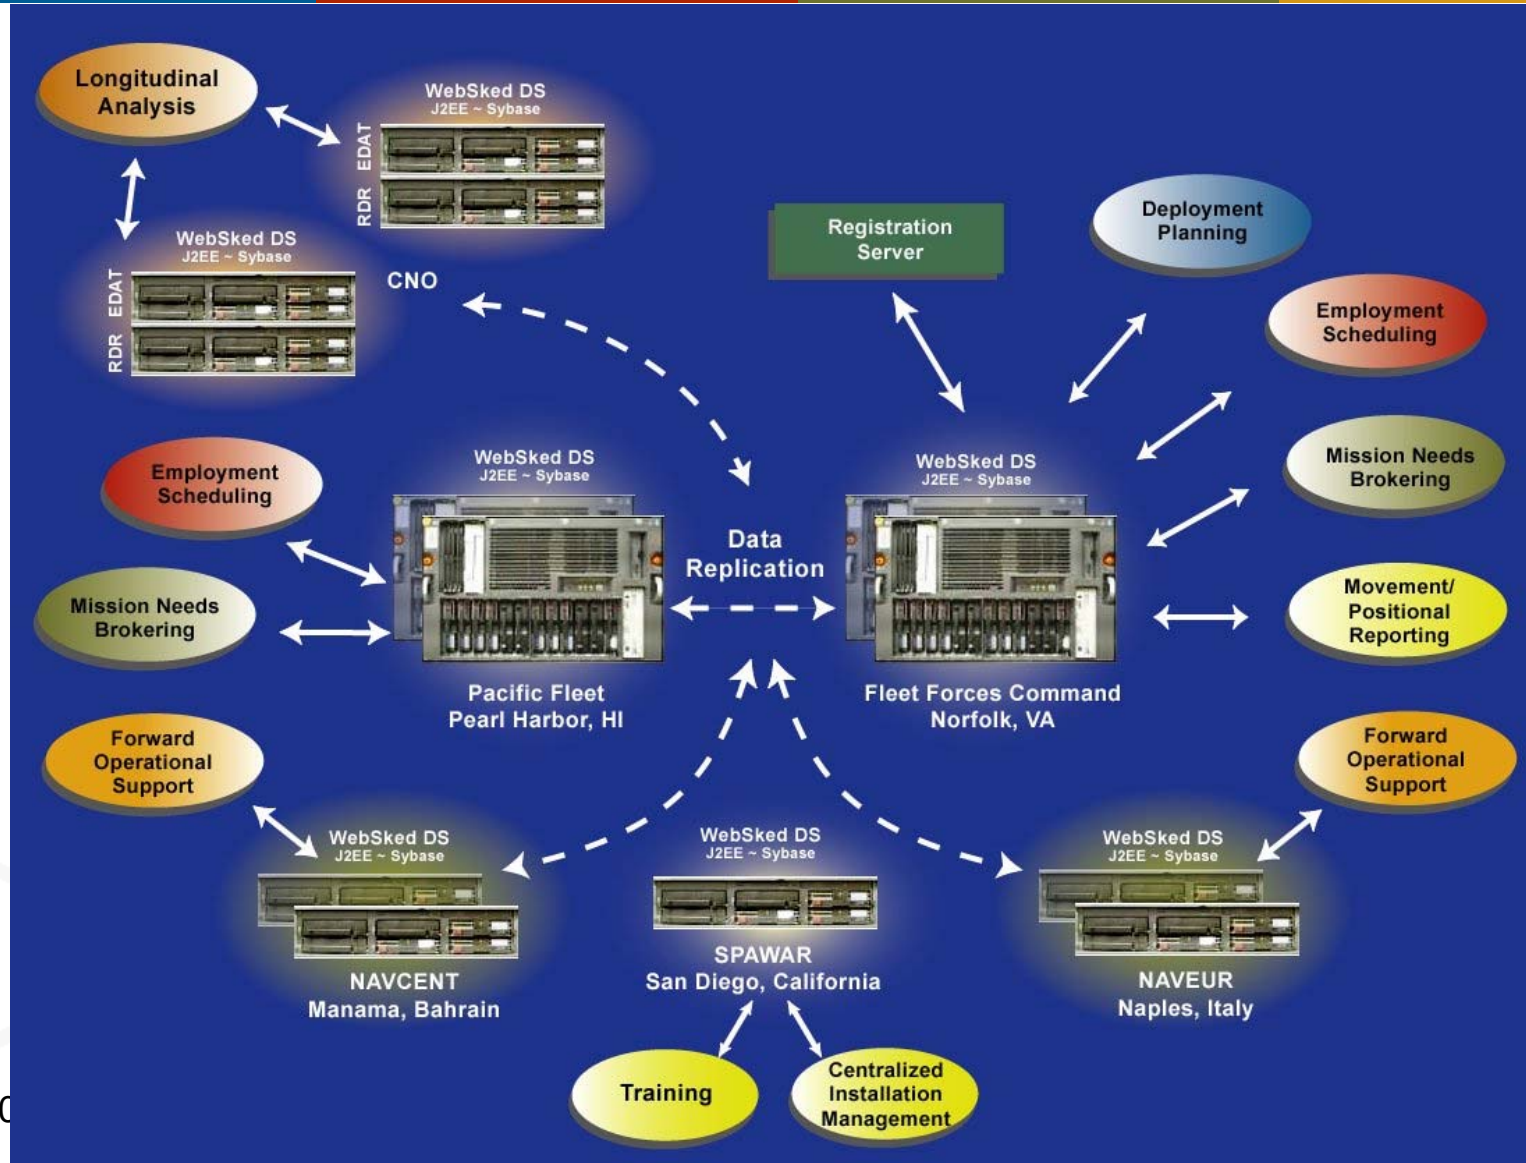 Longitudinal
Analysis
WebSked DS
J2EE ~ Sybase
EDAT
RDR
WebSked DS
J2EE ~ Sybase
EDAT
RDR
CNO
Registration
Server
Deployment
Planning
Employment
Scheduling
Mission Needs
Brokering
Movement/
Positional
Reporting
Forward
Operational
Support
Employment
Scheduling
Mission Needs
Brokering
Forward
Operational
Support
WebSked DS
J2EE ~ Sybase
Pacific Fleet
Pearl Harbor, HI
Data
Replication
WebSked DS
J2EE ~ Sybase
Fleet Forces Command
Norfolk, VA
WebSked DS
J2EE ~ Sybase
NAVCENT
Manama, Bahrain
WebSked DS
J2EE ~ Sybase
SPAWAR
San Diego, California
WebSked DS
J2EE ~ Sybase
NAVEUR
Naples, Italy
Training
Centralized
Installation
Management